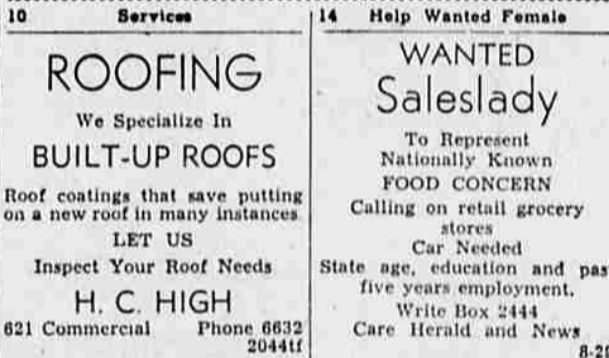 10 Services
ROOFING
We Specialize In
BUILT-UP ROOFS
Roof coatings that save putting
on a new roof in many instances
LET US
Inspect Your Roof Needs
H. C. HIGH
621 Commercial Phone 6632
2044tf
14 Help Wanted Female
WANTED
Saleslady
To Represent
Nationally Known
FOOD CONCERN
Calling on retail grocery
stores
Car Needed
State age, education and past
five years employment.
Write Box 2444
Care Herald and News